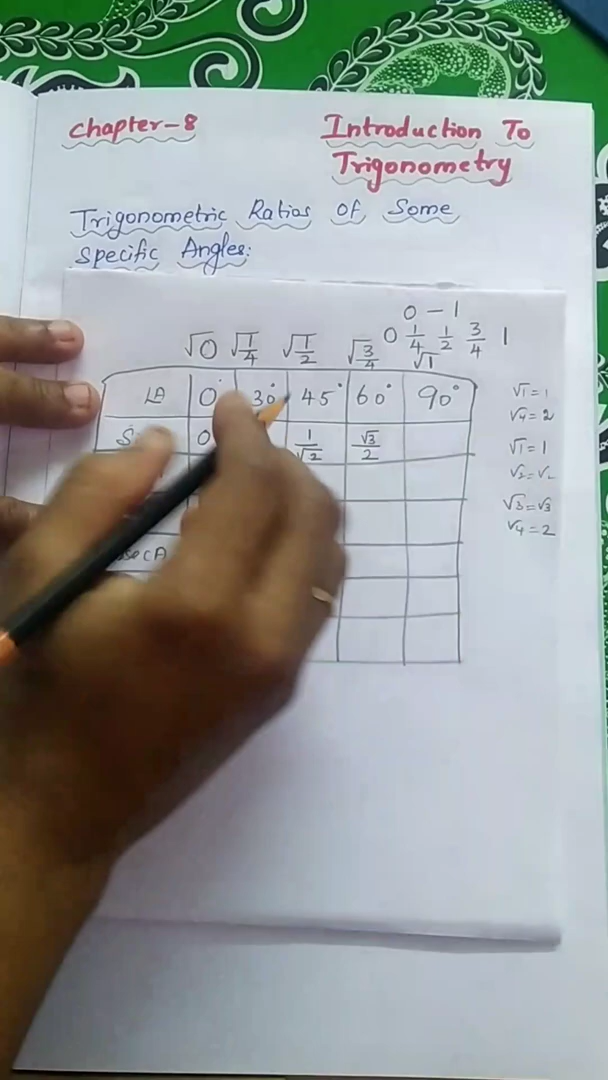 Chapter-8 Introduction To
Trigonometry
Trigonometric Ratios Of Some
Specific Angles:
0 - 1
0 1/4 1/2 3/4 1
√0 √1/4 √1/2 √3/4 √1
∠A 0° 30° 45° 60° 90°
0 1/√2 √3/2
√1 = 1
√4 = 2
√1 = 1
√2 = √2
√3 = √3
√4 = 2